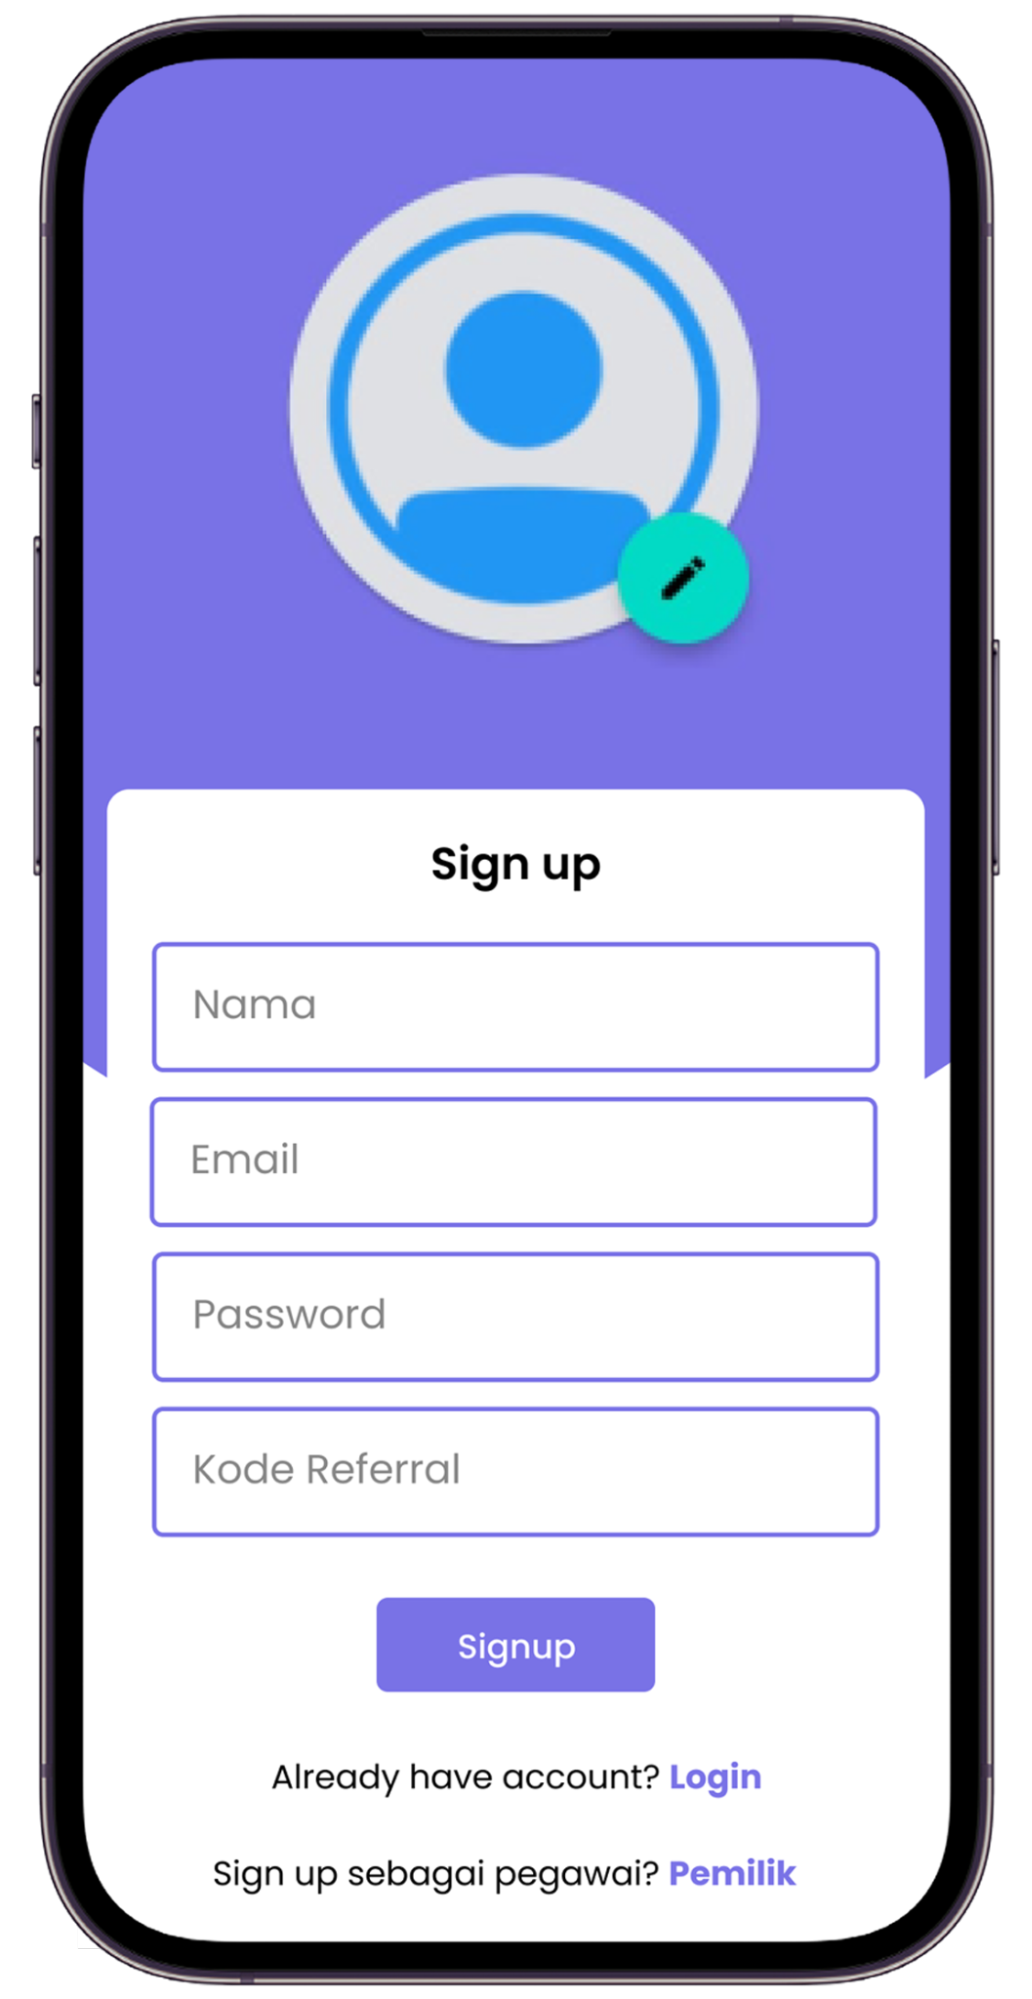 Sign up
Nama
Email
Password
Kode Referral
Signup
Already have account? Login
Sign up sebagai pegawai? Pemilik